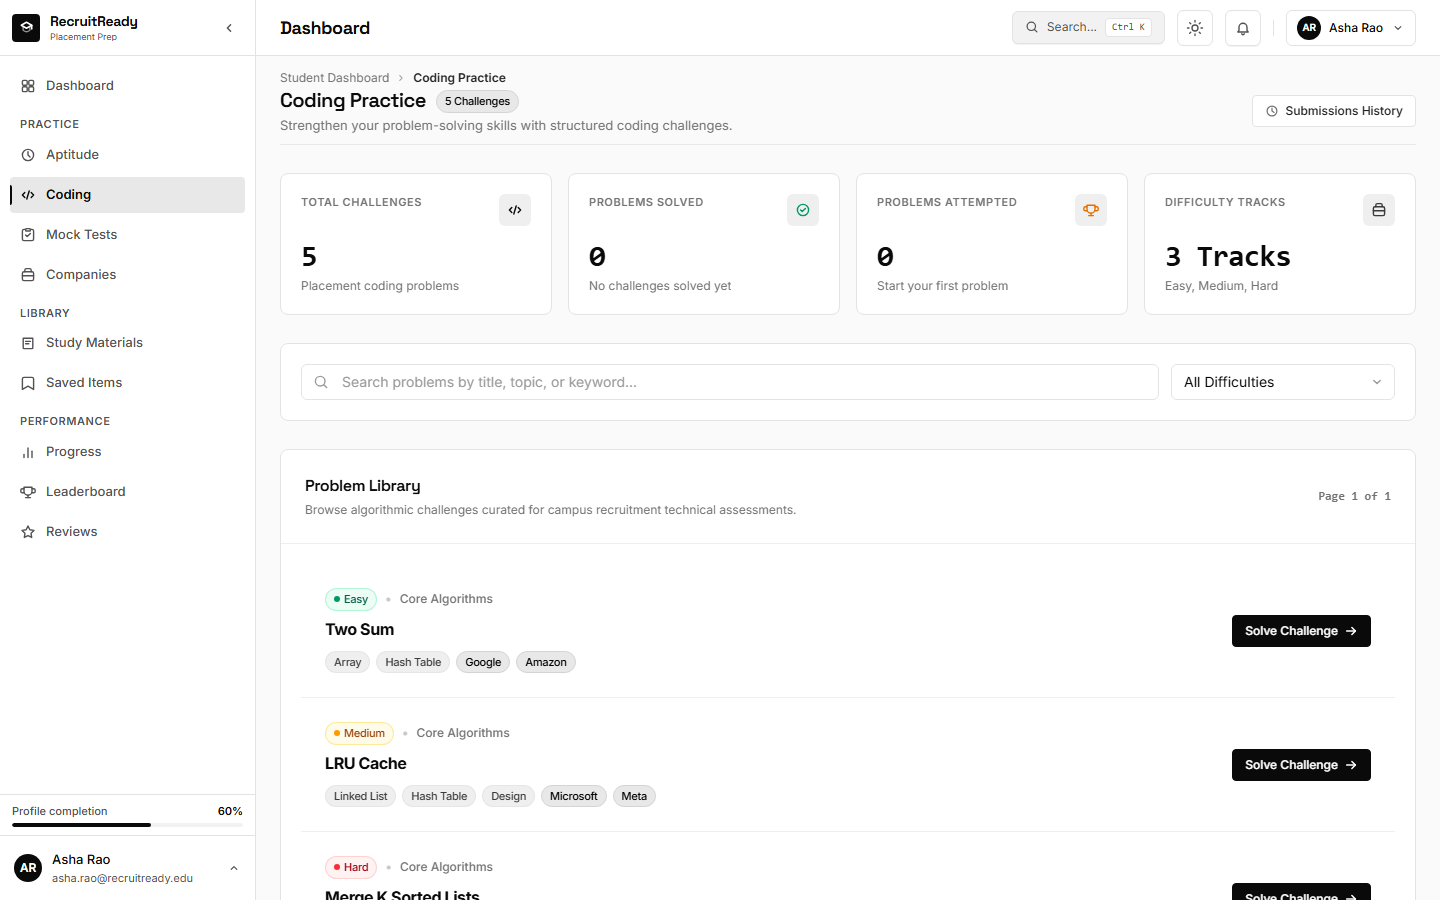 RecruitReady
Placement Prep
Dashboard
PRACTICE
Aptitude
Coding
Mock Tests
Companies
LIBRARY
Study Materials
Saved Items
PERFORMANCE
Progress
Leaderboard
Reviews
Profile completion 60%
AR Asha Rao
asha.rao@recruitready.edu
Dashboard
Search... Ctrl K
AR Asha Rao
Student Dashboard > Coding Practice
Coding Practice 5 Challenges
Strengthen your problem-solving skills with structured coding challenges.
Submissions History
TOTAL CHALLENGES
5
Placement coding problems
PROBLEMS SOLVED
0
No challenges solved yet
PROBLEMS ATTEMPTED
0
Start your first problem
DIFFICULTY TRACKS
3 Tracks
Easy, Medium, Hard
Search problems by title, topic, or keyword...
All Difficulties
Problem Library
Browse algorithmic challenges curated for campus recruitment technical assessments.
Page 1 of 1
Easy • Core Algorithms
Two Sum
Array Hash Table Google Amazon
Solve Challenge →
Medium • Core Algorithms
LRU Cache
Linked List Hash Table Design Microsoft Meta
Solve Challenge →
Hard • Core Algorithms
Merge K Sorted Lists
Solve Challenge →